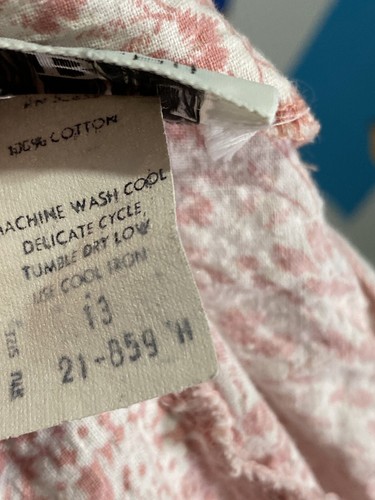 100% COTTON
MACHINE WASH COOL
DELICATE CYCLE
TUMBLE DRY LOW
USE COOL IRON
13
21-859 H